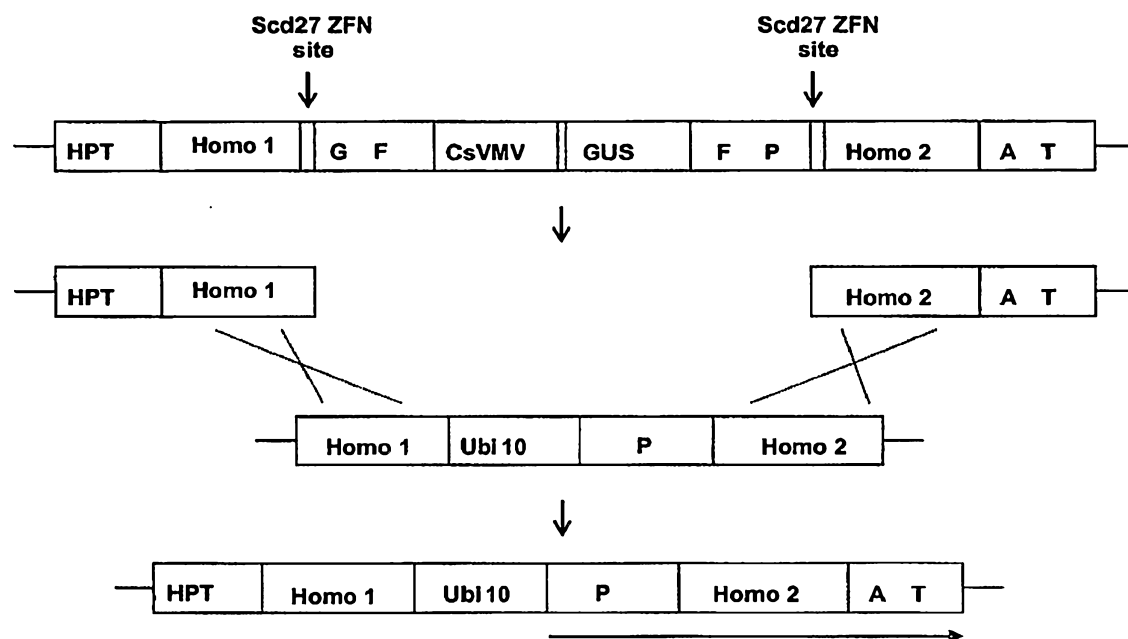 Scd27 ZFN site
Scd27 ZFN site
HPT Homo 1 G F CsVMV GUS F P Homo 2 A T
HPT Homo 1 Homo 2 A T
Homo 1 Ubi 10 P Homo 2
HPT Homo 1 Ubi 10 P Homo 2 A T